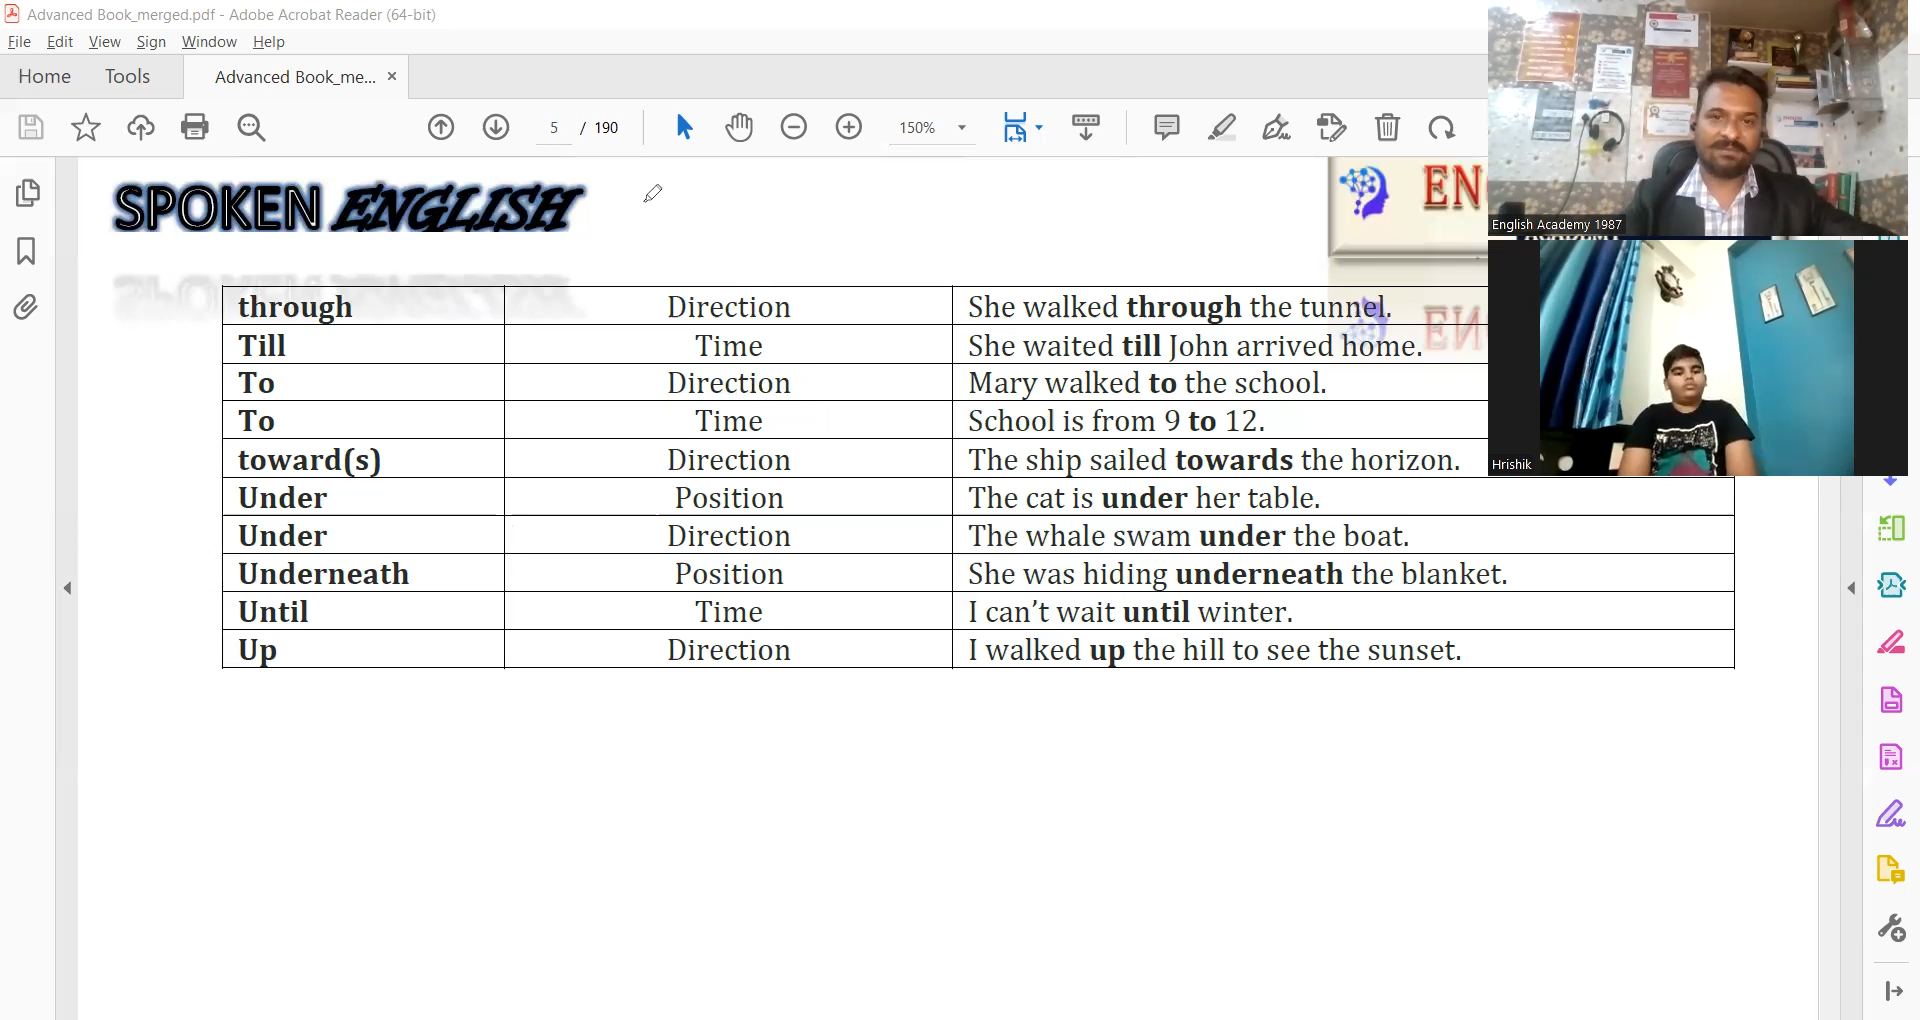 Advanced Book_merged.pdf - Adobe Acrobat Reader (64-bit)
File Edit View Sign Window Help
Home Tools Advanced Book_me... ×
5 / 190 150%
SPOKEN ENGLISH
EN
English Academy 1987
Hrishik
through Direction She walked through the tunnel.
Till Time She waited till John arrived home.
To Direction Mary walked to the school.
To Time School is from 9 to 12.
toward(s) Direction The ship sailed towards the horizon.
Under Position The cat is under her table.
Under Direction The whale swam under the boat.
Underneath Position She was hiding underneath the blanket.
Until Time I can’t wait until winter.
Up Direction I walked up the hill to see the sunset.